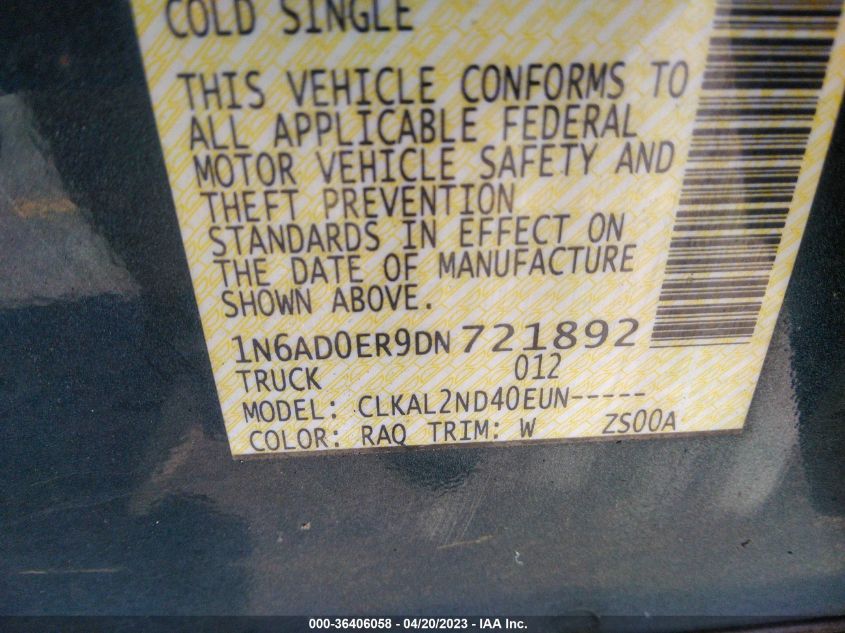 COLD SINGLE
THIS VEHICLE CONFORMS TO
ALL APPLICABLE FEDERAL
MOTOR VEHICLE SAFETY AND
THEFT PREVENTION
STANDARDS IN EFFECT ON
THE DATE OF MANUFACTURE
SHOWN ABOVE.
1N6AD0ER9DN 721892
TRUCK 012
MODEL: CLKAL2ND40EUN-----
COLOR: RAQ TRIM: W ZS00A
000-36406058 - 04/20/2023 - IAA Inc.